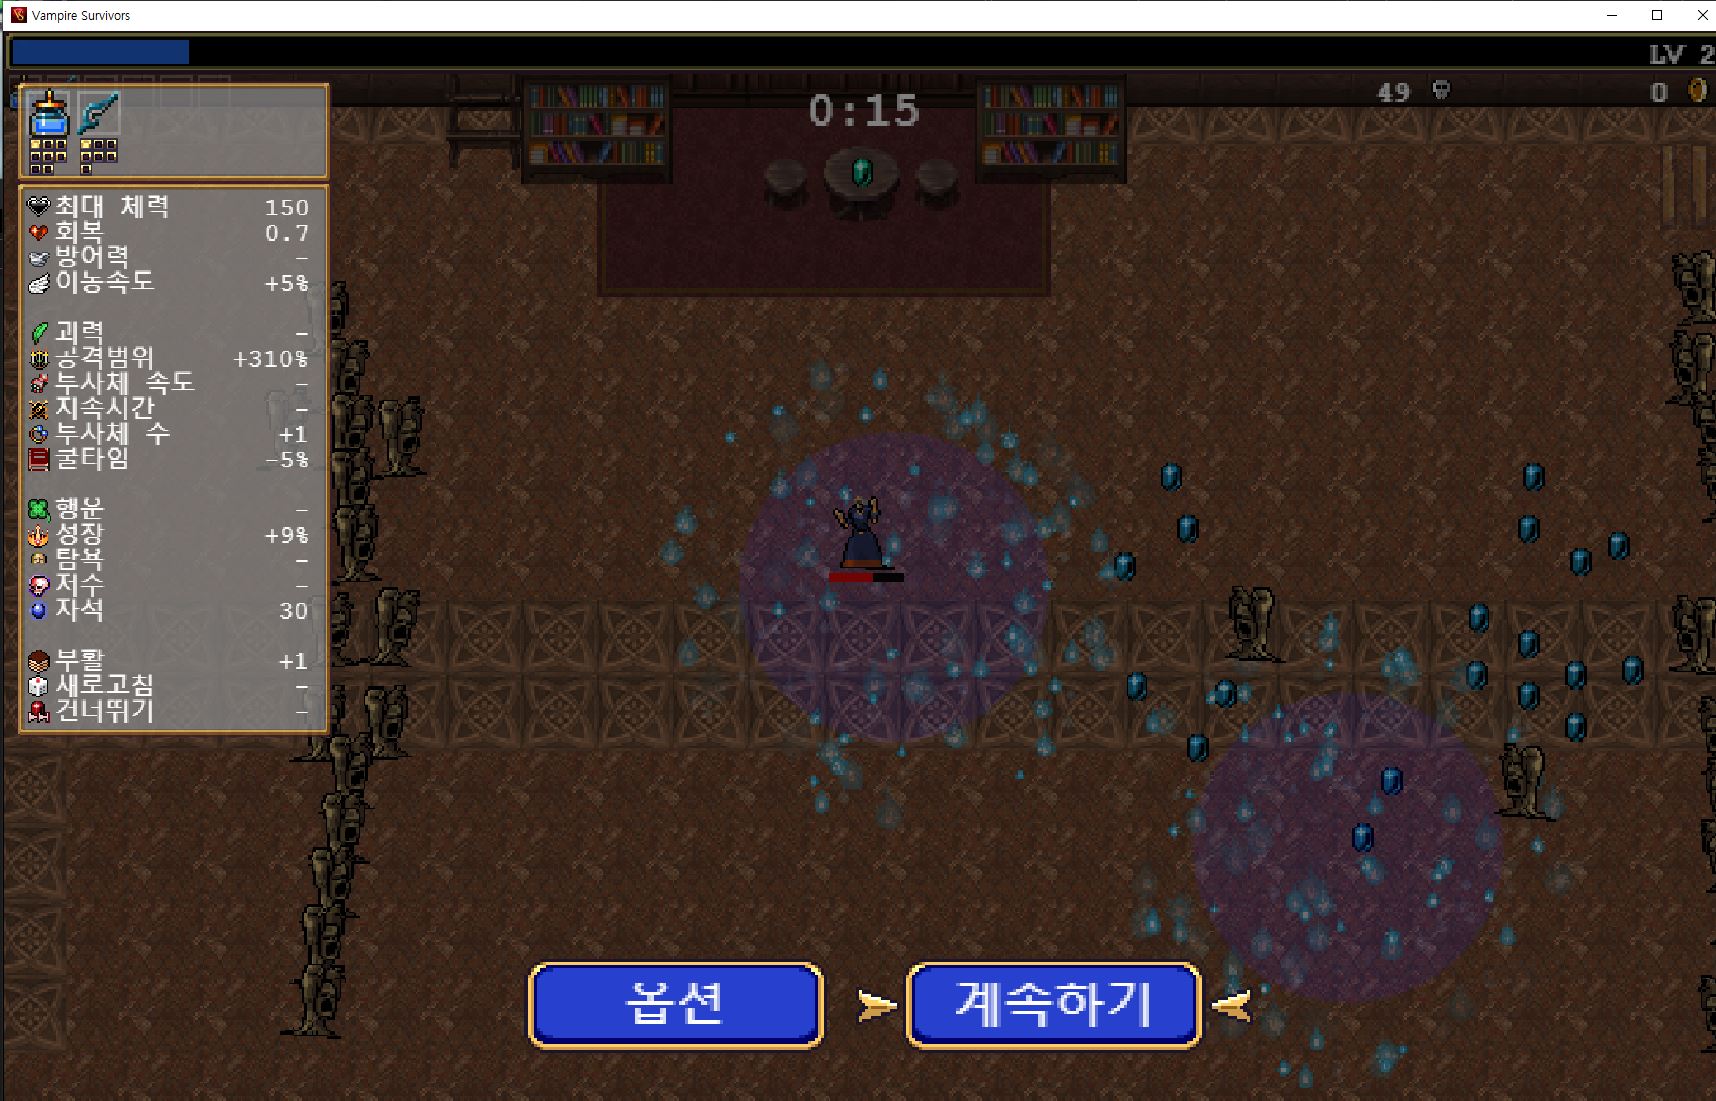 Vampire Survivors
LV 2
0:15
49
0
최대 체력 150
회복 0.7
방어력 -
이동속도 +5%
괴력 -
공격범위 +310%
투사체 속도 -
지속시간 -
투사체 수 +1
쿨타임 -5%
행운 -
성장 +9%
탐욕 -
저주 -
자석 30
부활 +1
새로고침 -
건너뛰기 -
옵션
계속하기